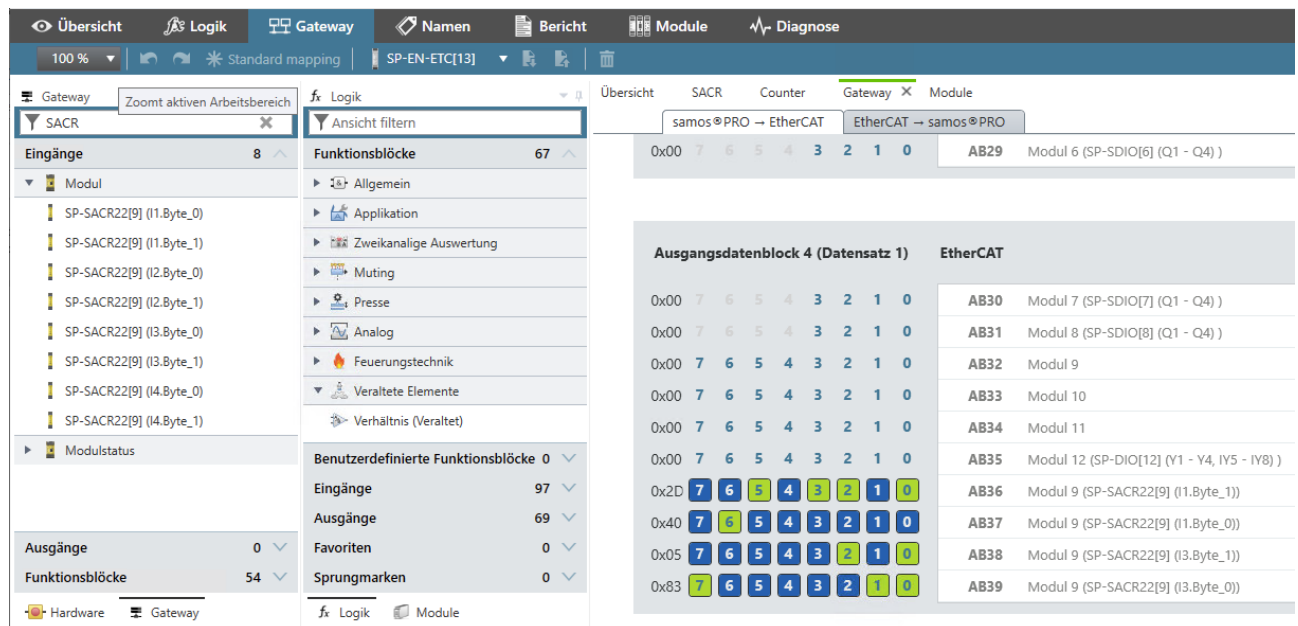 Übersicht Logik Gateway Namen Bericht Module Diagnose
100 % Standard mapping SP-EN-ETC[13]
Gateway
Zoomt aktiven Arbeitsbereich
SACR
Eingänge 8
Modul
SP-SACR22[9] (I1.Byte_0)
SP-SACR22[9] (I1.Byte_1)
SP-SACR22[9] (I2.Byte_0)
SP-SACR22[9] (I2.Byte_1)
SP-SACR22[9] (I3.Byte_0)
SP-SACR22[9] (I3.Byte_1)
SP-SACR22[9] (I4.Byte_0)
SP-SACR22[9] (I4.Byte_1)
Modulstatus
Ausgänge 0
Funktionsblöcke 54
Hardware Gateway
fx Logik
Ansicht filtern
Funktionsblöcke 67
Allgemein
Applikation
Zweikanalige Auswertung
Muting
Presse
Analog
Feuerungstechnik
Veraltete Elemente
Verhältnis (Veraltet)
Benutzerdefinierte Funktionsblöcke 0
Eingänge 97
Ausgänge 69
Favoriten 0
Sprungmarken 0
fx Logik Module
Übersicht SACR Counter Gateway Module
samos®PRO → EtherCAT EtherCAT → samos®PRO
0x00 7 6 5 4 3 2 1 0 AB29 Modul 6 (SP-SDIO[6] (Q1 - Q4) )
Ausgangsdatenblock 4 (Datensatz 1) EtherCAT
0x00 7 6 5 4 3 2 1 0 AB30 Modul 7 (SP-SDIO[7] (Q1 - Q4) )
0x00 7 6 5 4 3 2 1 0 AB31 Modul 8 (SP-SDIO[8] (Q1 - Q4) )
0x00 7 6 5 4 3 2 1 0 AB32 Modul 9
0x00 7 6 5 4 3 2 1 0 AB33 Modul 10
0x00 7 6 5 4 3 2 1 0 AB34 Modul 11
0x00 7 6 5 4 3 2 1 0 AB35 Modul 12 (SP-DIO[12] (Y1 - Y4, IY5 - IY8) )
0x2D 7 6 5 4 3 2 1 0 AB36 Modul 9 (SP-SACR22[9] (I1.Byte_1))
0x40 7 6 5 4 3 2 1 0 AB37 Modul 9 (SP-SACR22[9] (I1.Byte_0))
0x05 7 6 5 4 3 2 1 0 AB38 Modul 9 (SP-SACR22[9] (I3.Byte_1))
0x83 7 6 5 4 3 2 1 0 AB39 Modul 9 (SP-SACR22[9] (I3.Byte_0))